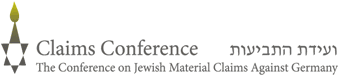 Claims Conference ועידת התביעות
The Conference on Jewish Material Claims Against Germany